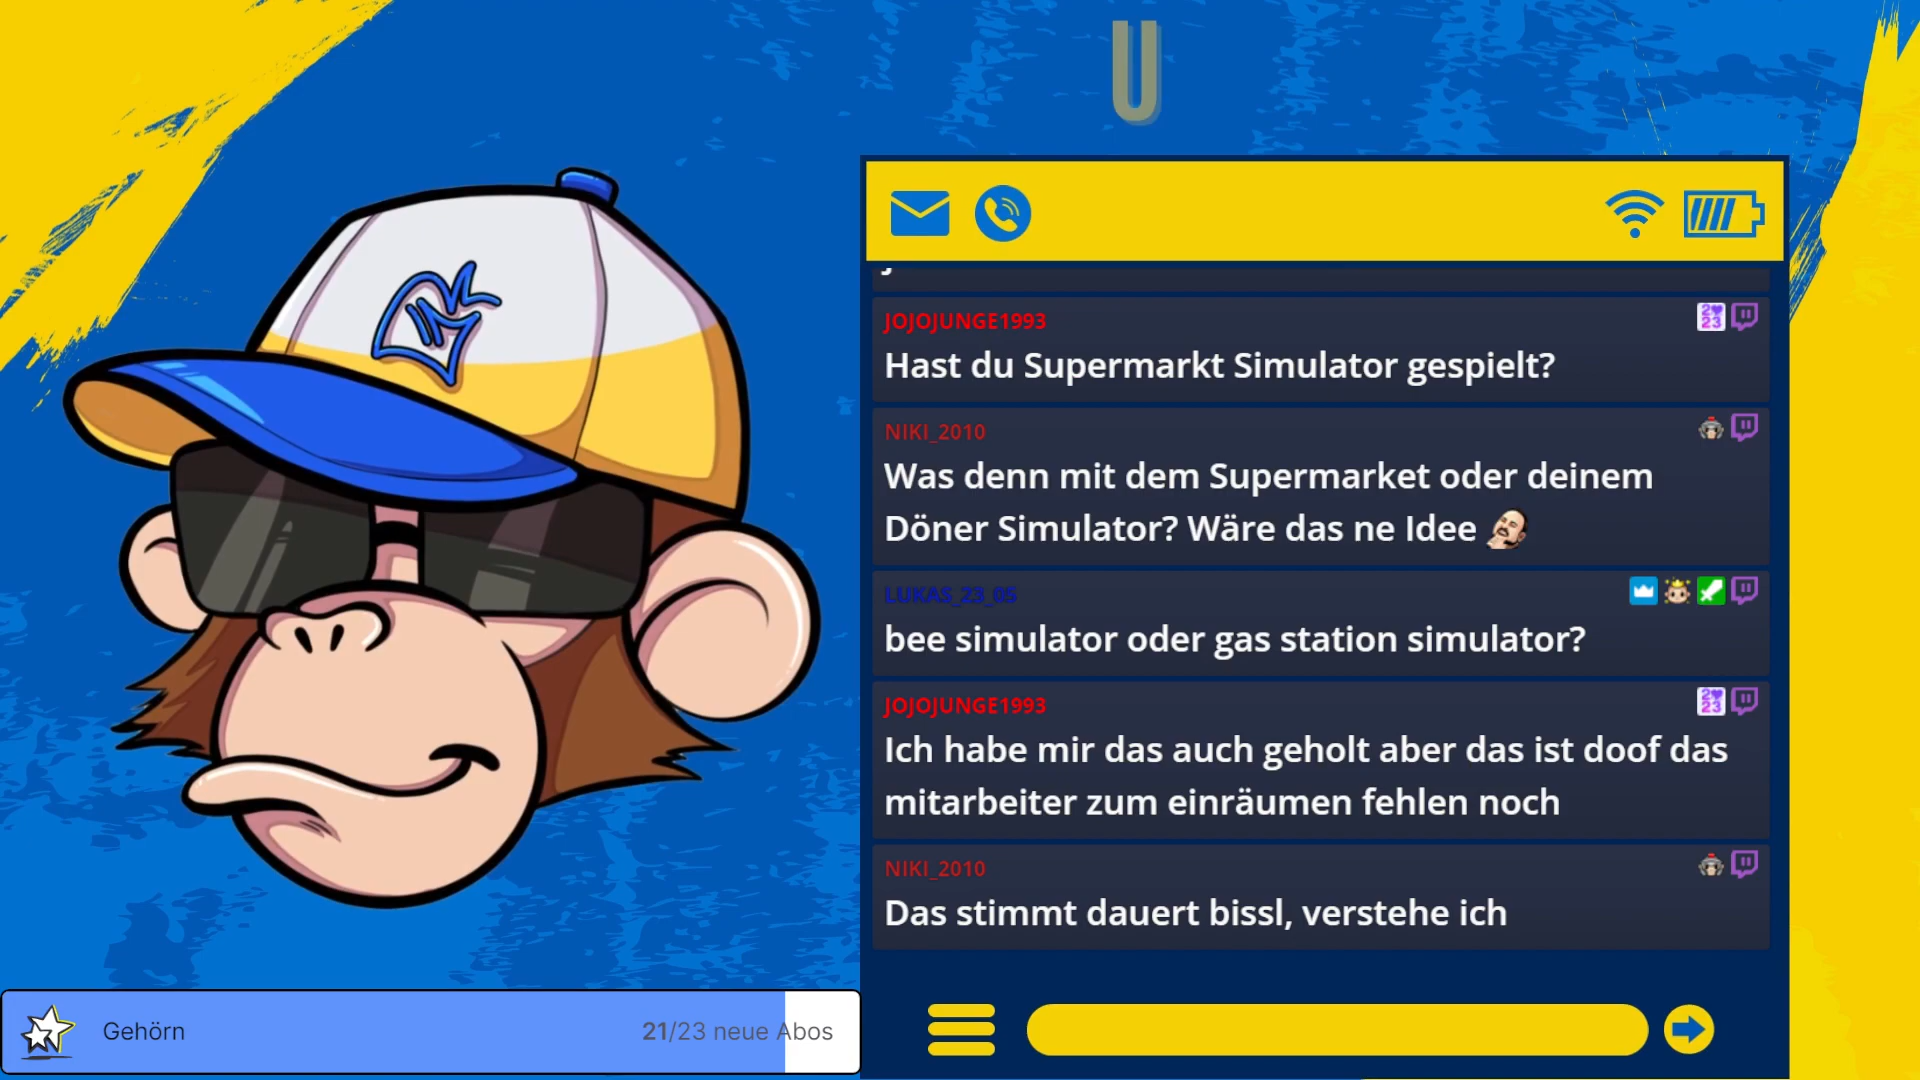 U
JOJOJUNGE1993
Hast du Supermarkt Simulator gespielt?
NIKI_2010
Was denn mit dem Supermarket oder deinem
Döner Simulator? Wäre das ne Idee
LUKAS_23_05
bee simulator oder gas station simulator?
JOJOJUNGE1993
Ich habe mir das auch geholt aber das ist doof das
mitarbeiter zum einräumen fehlen noch
NIKI_2010
Das stimmt dauert bissl, verstehe ich
Gehörn 21/23 neue Abos